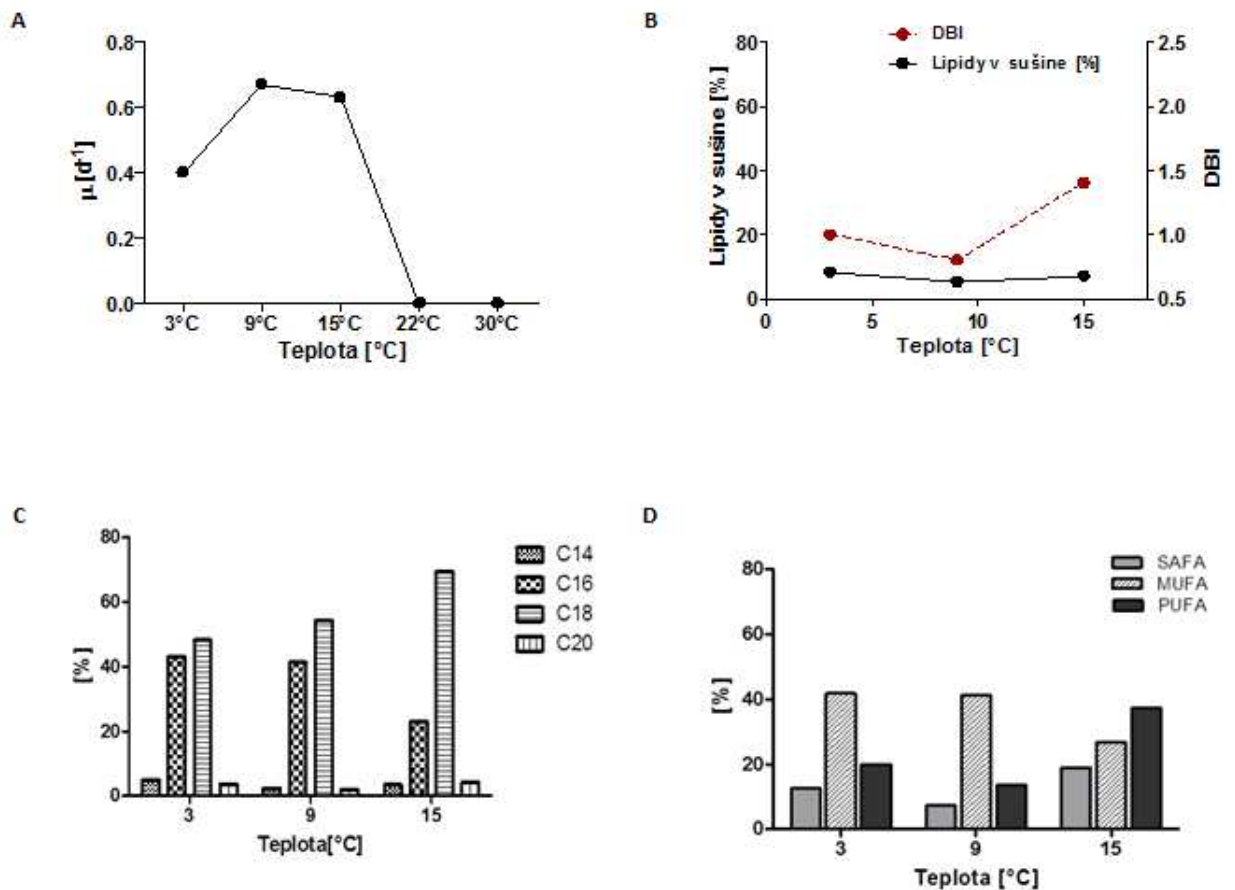 A
0.8
0.6
0.4
0.2
0.0
μ[d⁻¹]
3°C 9°C 15°C 22°C 30°C
Teplota [°C]
B
DBI
Lipidy v sušine [%]
80
60
40
20
0
Lipidy v sušine [%]
2.5
2.0
1.5
1.0
0.5
DBI
0 5 10 15
Teplota [°C]
C
80
60
40
20
0
[%]
C14
C16
C18
C20
3 9 15
Teplota[°C]
D
80
60
40
20
0
[%]
SAFA
MUFA
PUFA
3 9 15
Teplota [°C]